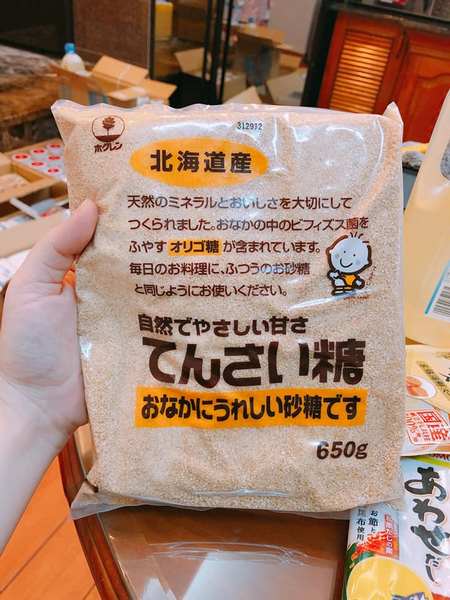 ホクレン
312912
北海道産
天然のミネラルとおいしさを大切にして
つくられました。おなかの中のビフィズス菌を
ふやす オリゴ糖 が含まれています。
毎日のお料理に、ふつうのお砂糖
と同じようにお使いください。
自然でやさしい甘さ
てんさい糖
おなかにうれしい砂糖です
650g
国産
あわせだし